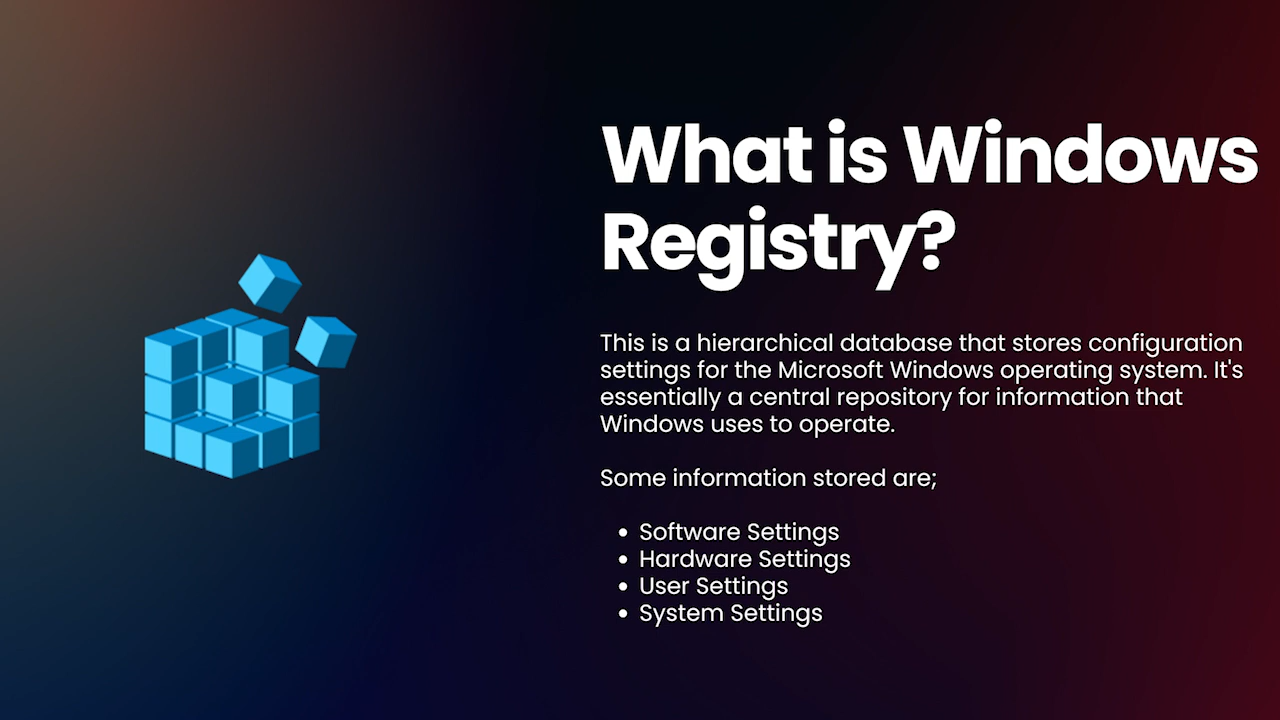 What is Windows
Registry?
This is a hierarchical database that stores configuration
settings for the Microsoft Windows operating system. It's
essentially a central repository for information that
Windows uses to operate.
Some information stored are;
• Software Settings
• Hardware Settings
• User Settings
• System Settings